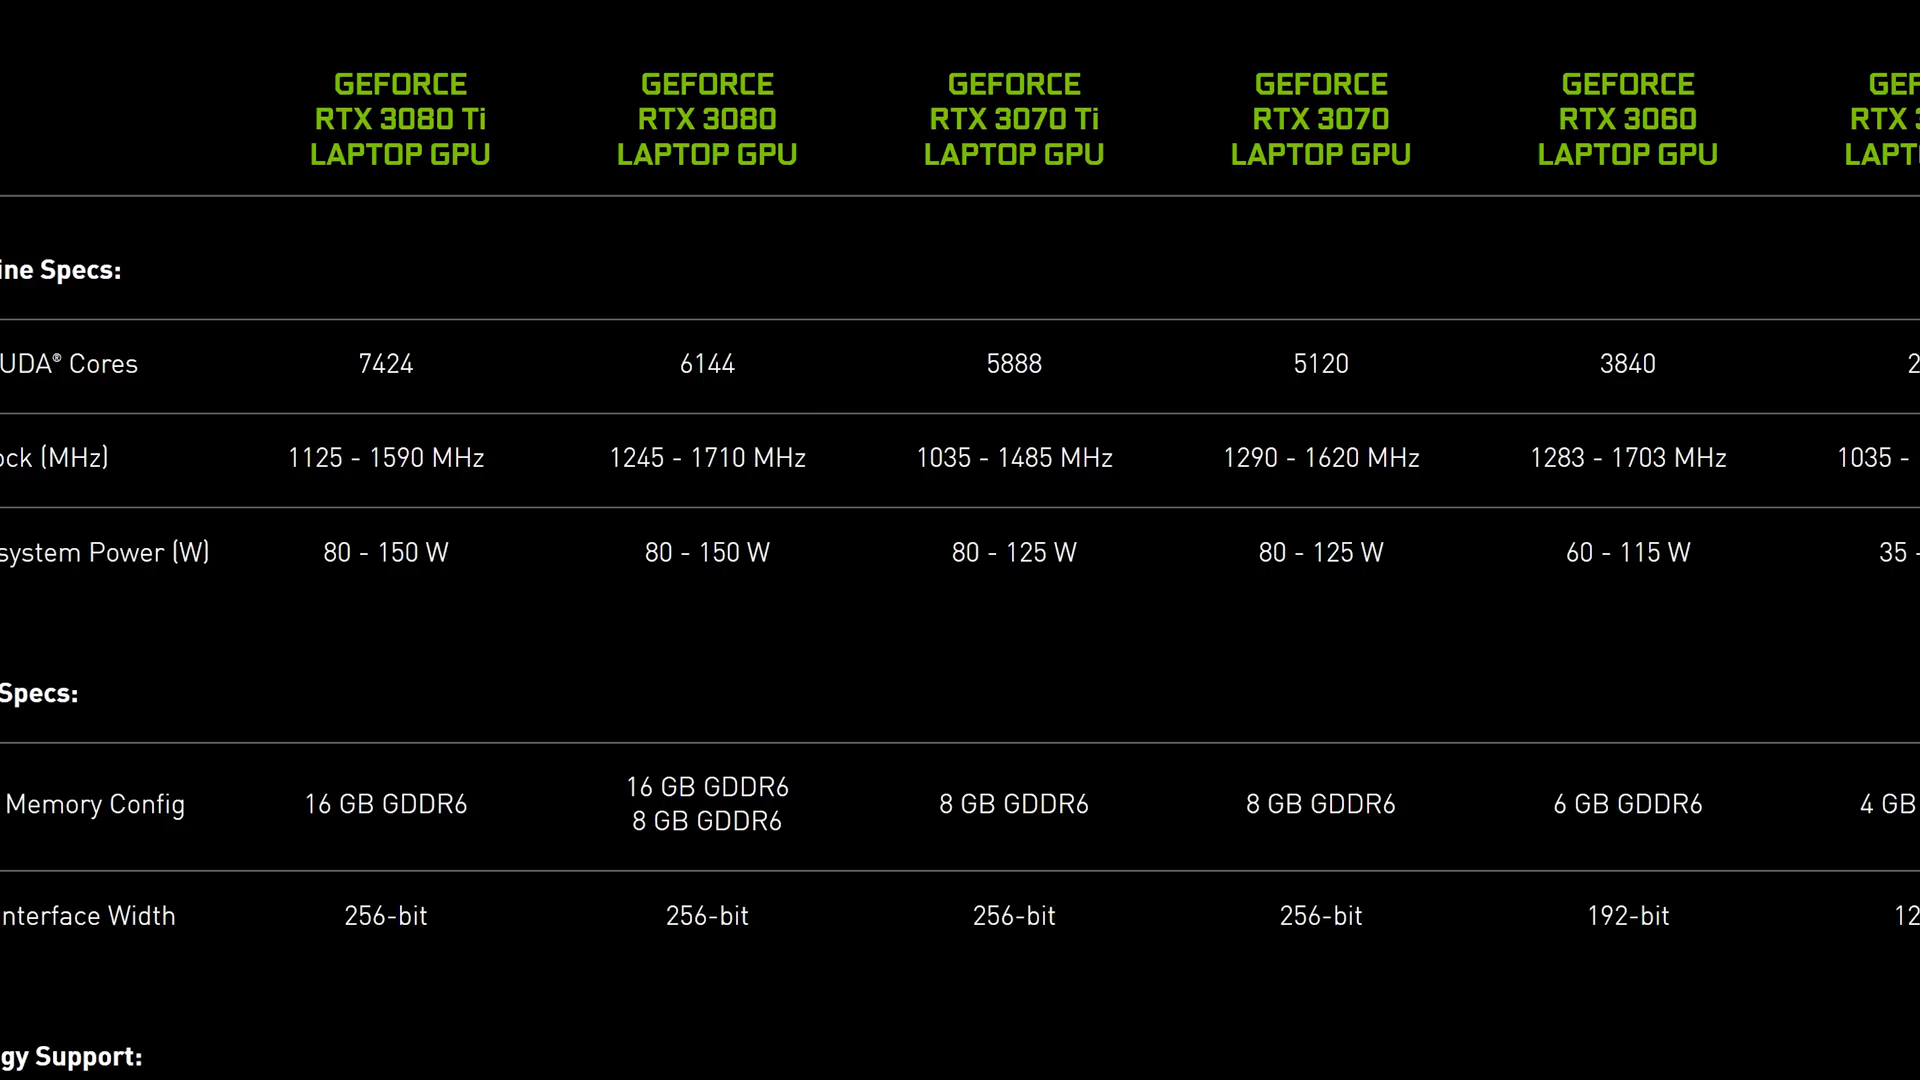 GEFORCE RTX 3080 Ti LAPTOP GPU
GEFORCE RTX 3080 LAPTOP GPU
GEFORCE RTX 3070 Ti LAPTOP GPU
GEFORCE RTX 3070 LAPTOP GPU
GEFORCE RTX 3060 LAPTOP GPU
GEF RTX LAPT
ine Specs:
UDA® Cores 7424 6144 5888 5120 3840 2
ock (MHz) 1125 - 1590 MHz 1245 - 1710 MHz 1035 - 1485 MHz 1290 - 1620 MHz 1283 - 1703 MHz 1035 -
system Power (W) 80 - 150 W 80 - 150 W 80 - 125 W 80 - 125 W 60 - 115 W 35 -
Specs:
Memory Config 16 GB GDDR6 16 GB GDDR6 8 GB GDDR6 8 GB GDDR6 8 GB GDDR6 6 GB GDDR6 4 GB
nterface Width 256-bit 256-bit 256-bit 256-bit 192-bit 12
gy Support: